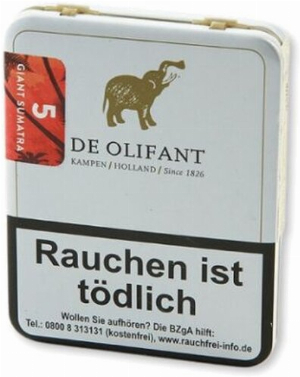 GIANT SUMATRA
5
DE OLIFANT
KAMPEN / HOLLAND / Since 1826
Rauchen ist
tödlich
Wollen Sie aufhören? Die BZgA hilft:
Tel.: 0800 8 313131 (kostenfrei), www.rauchfrei-info.de